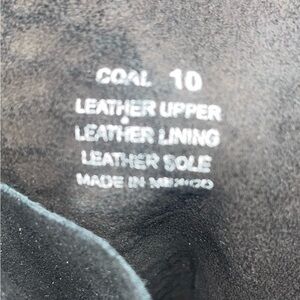 COAL 10
LEATHER UPPER
LEATHER LINING
LEATHER SOLE
MADE IN MEXICO